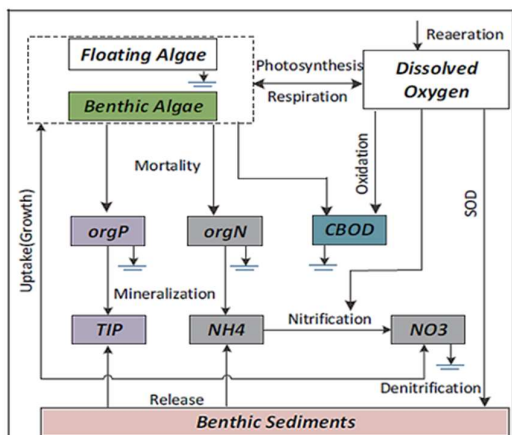 Reaeration
Floating Algae
Photosynthesis
Dissolved
Oxygen
Respiration
Benthic Algae
Mortality
Oxidation
SOD
Uptake(Growth)
orgP
orgN
CBOD
Mineralization
TIP
NH4
Nitrification
NO3
Denitrification
Release
Benthic Sediments